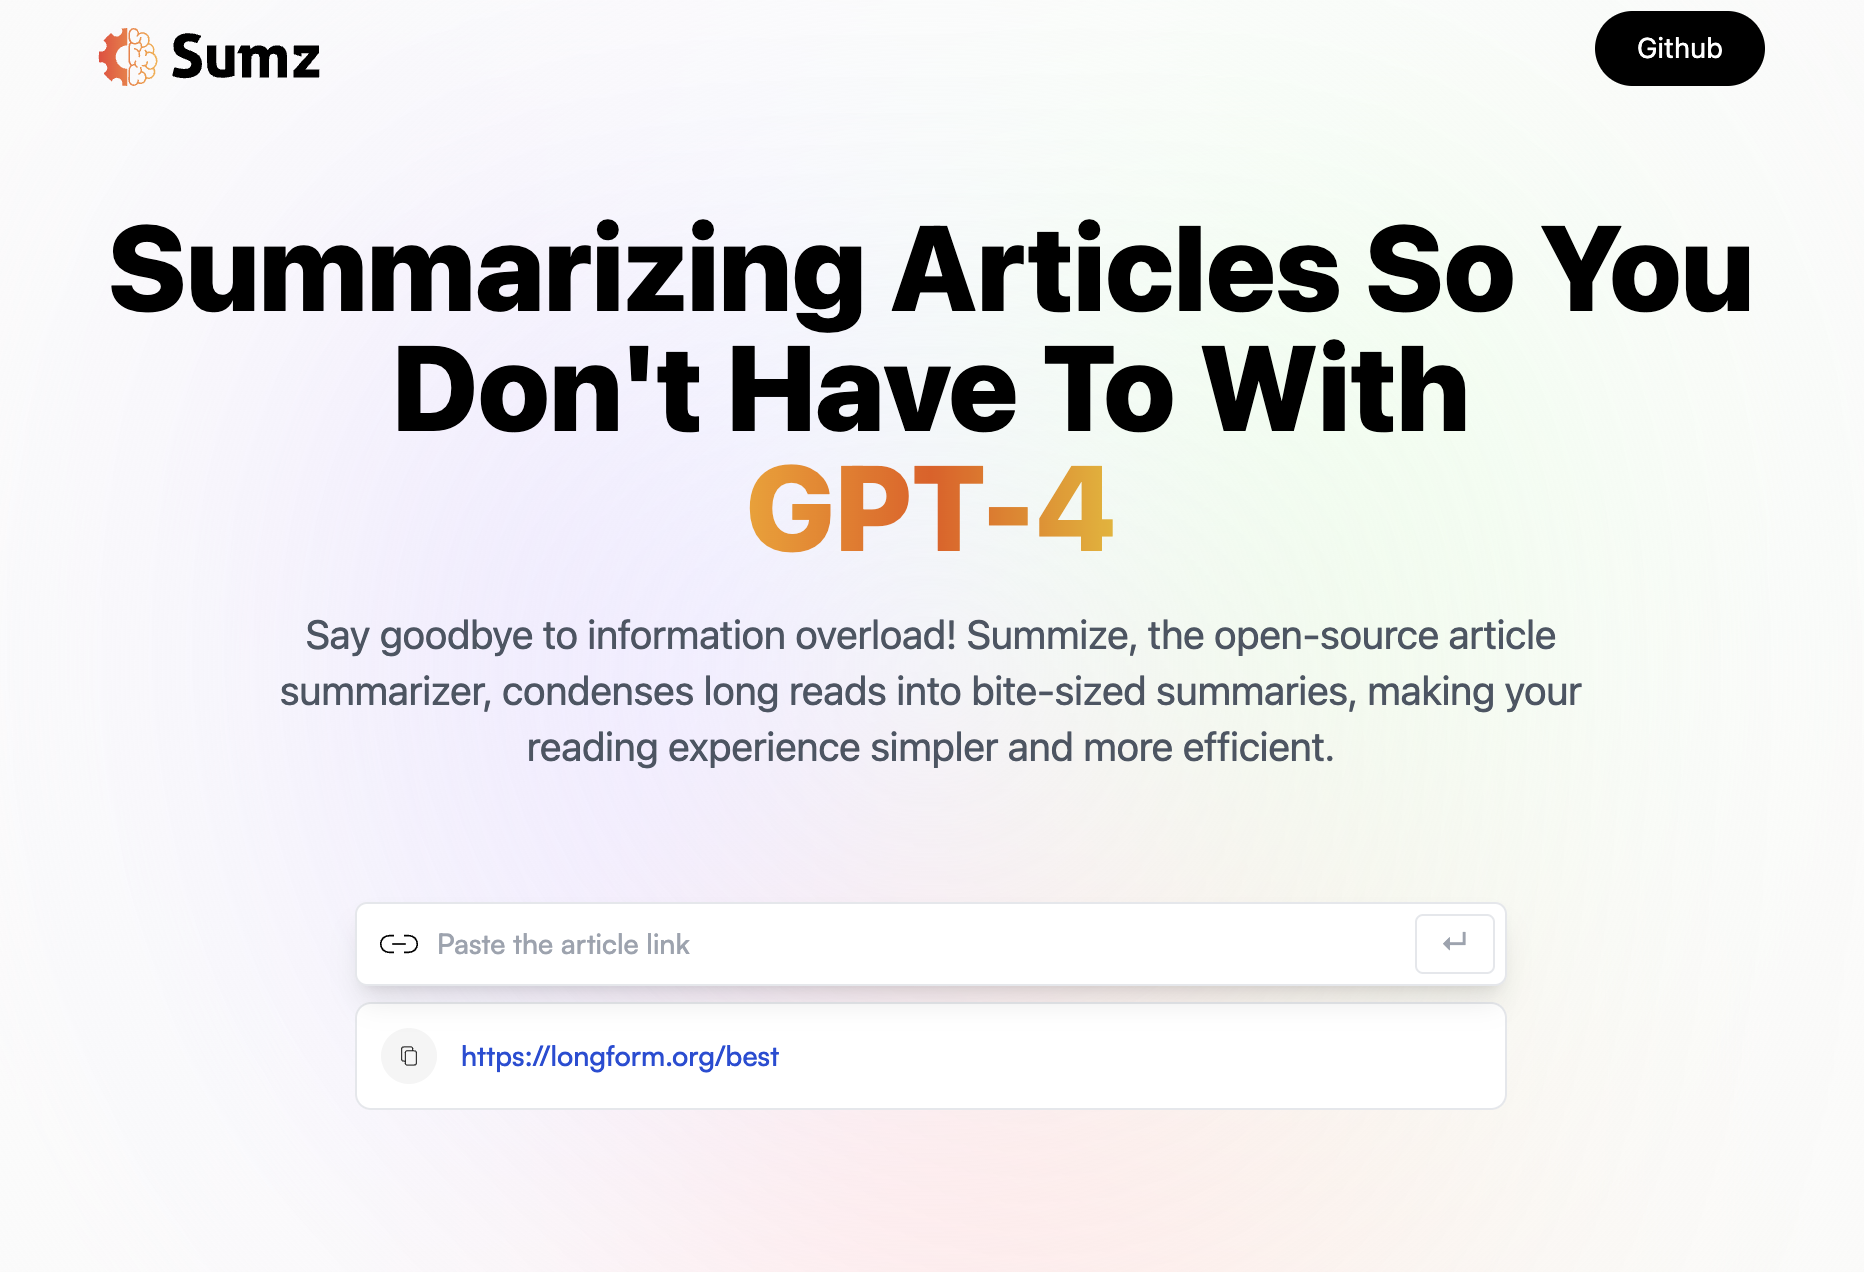 Sumz
Github
Summarizing Articles So You
Don't Have To With
GPT-4
Say goodbye to information overload! Summize, the open-source article
summarizer, condenses long reads into bite-sized summaries, making your
reading experience simpler and more efficient.
Paste the article link
https://longform.org/best